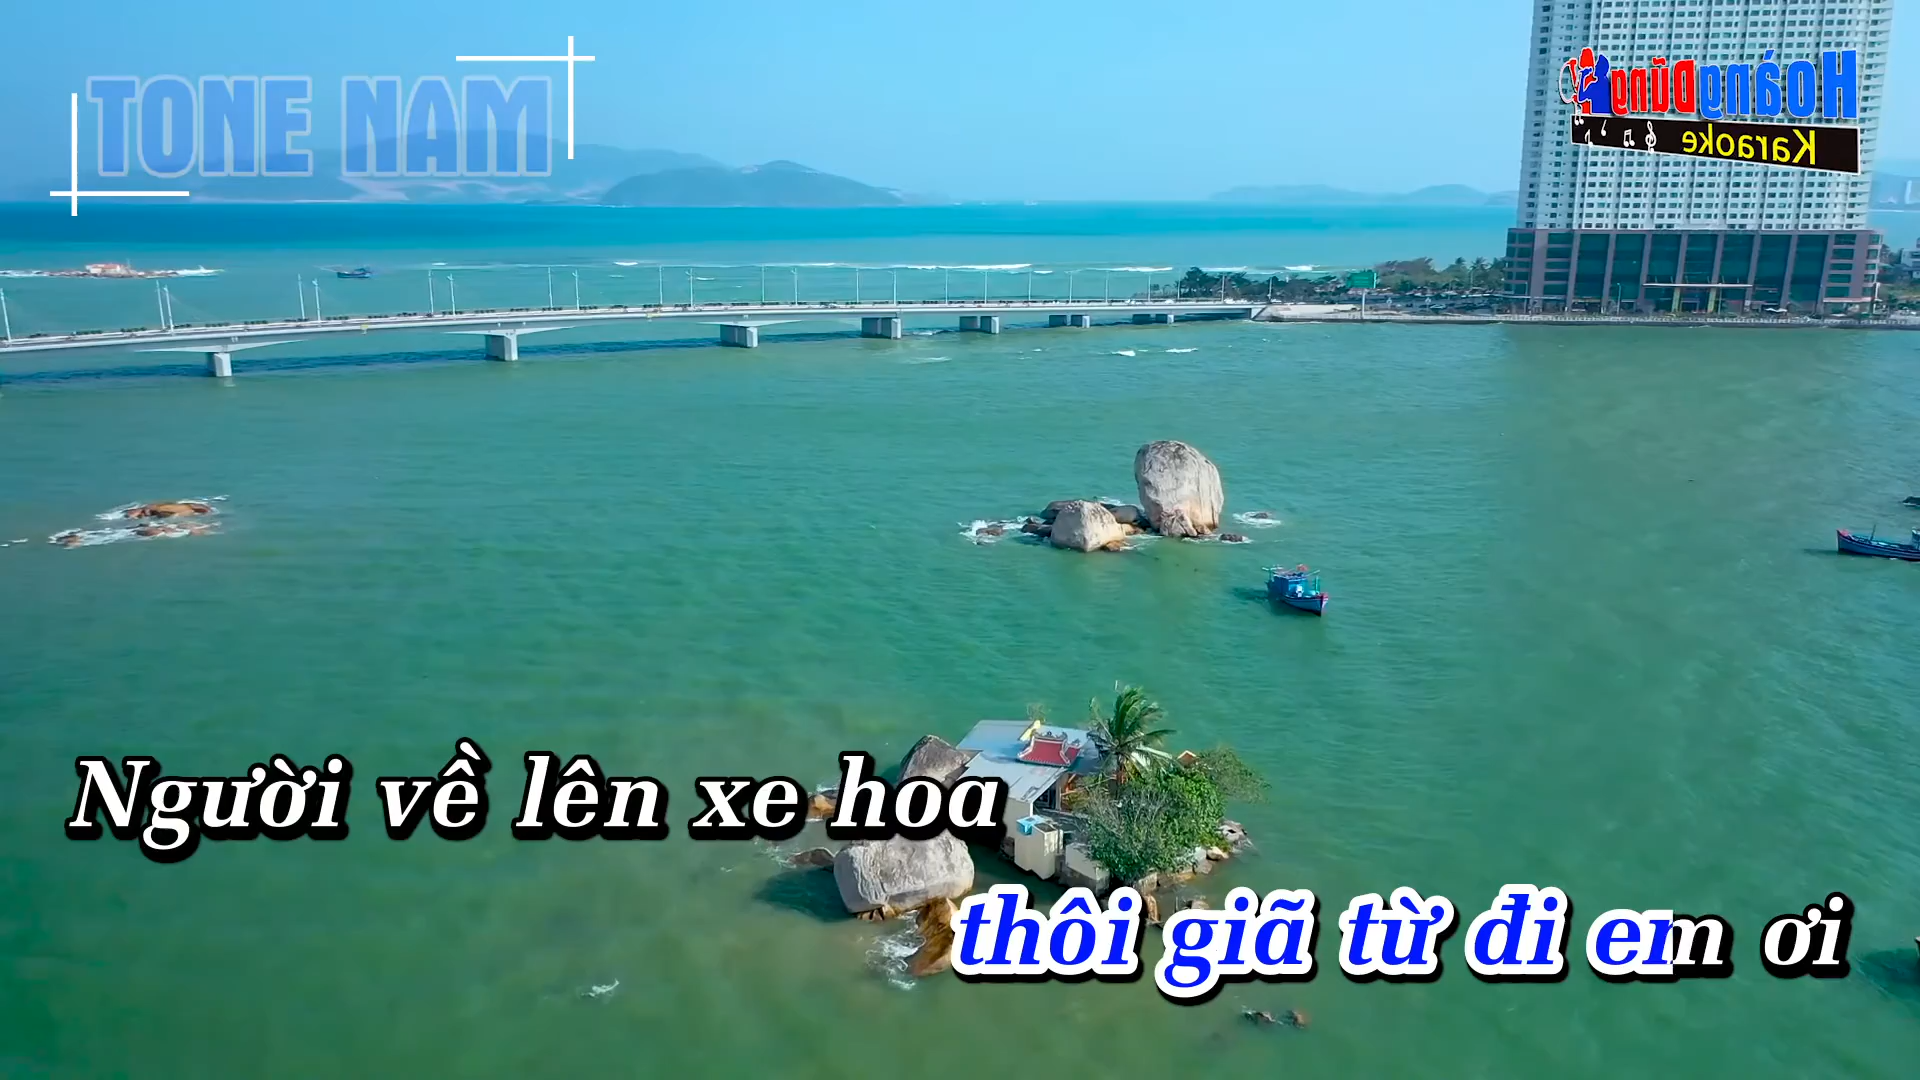 TONE NAM
HoàngDũng
Karaoke
Người về lên xe hoa
thôi giã từ đi em ơi